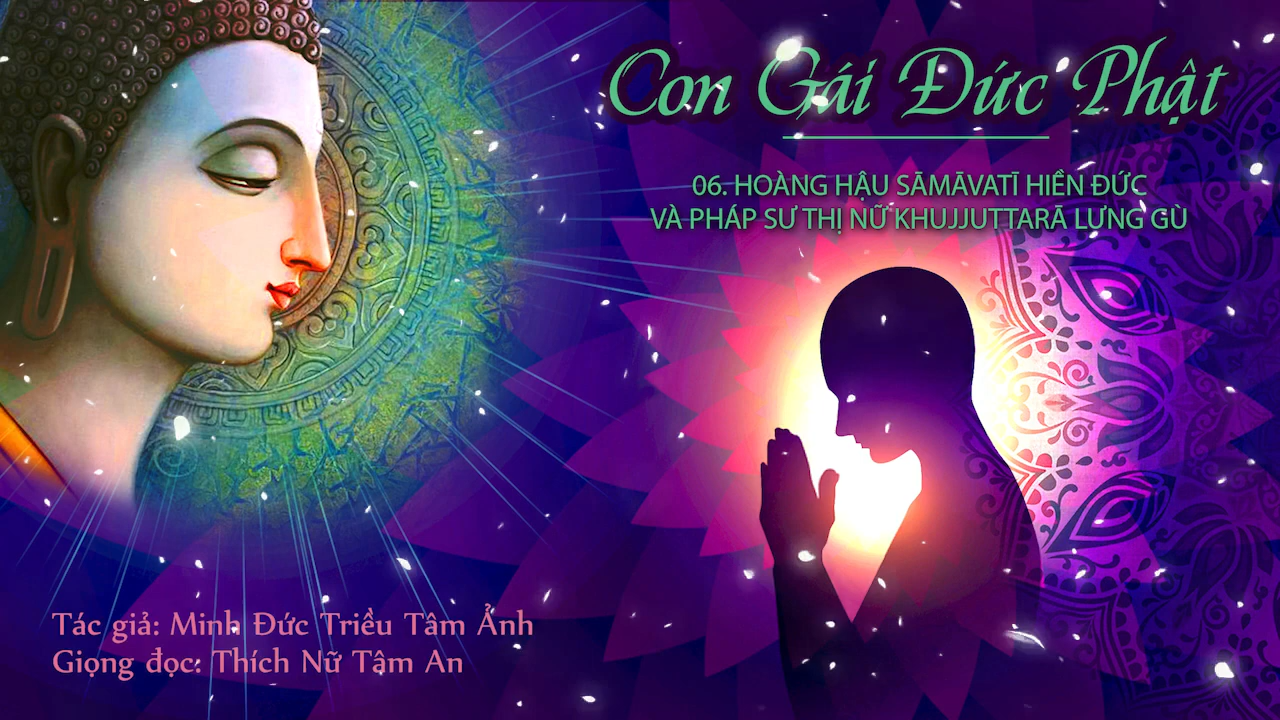 Con Gái Đức Phật
06. HOÀNG HẬU SĀMĀVATĪ HIỀN ĐỨC
VÀ PHÁP SƯ THỊ NỮ KHUJJUTTARĀ LƯNG GÙ
Tác giả: Minh Đức Triều Tâm Ảnh
Giọng đọc: Thích Nữ Tâm An